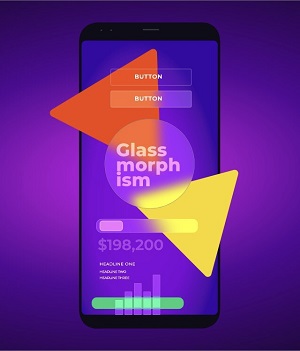 BUTTON
BUTTON
Glass
morph
ism
$198,200
HEADLINE ONE
HEADLINE TWO
HEADLINE THREE